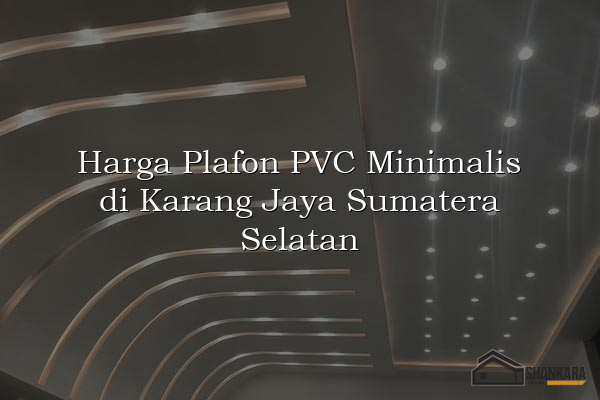 Harga Plafon PVC Minimalis
di Karang Jaya Sumatera
Selatan
SHANKARA